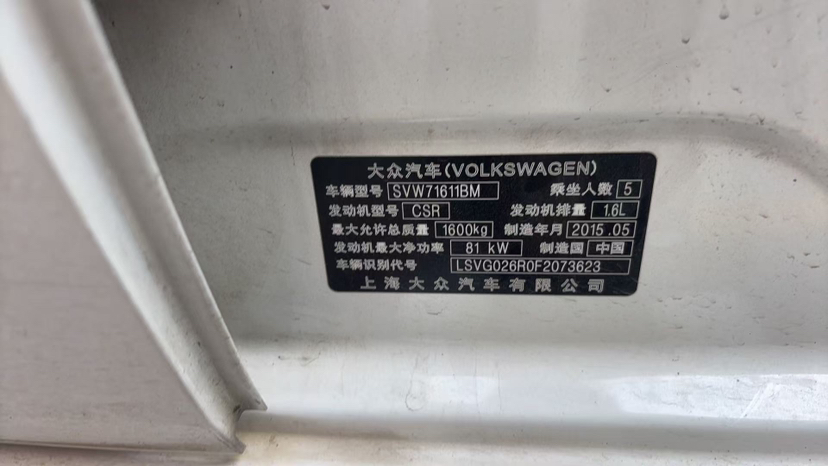 大众汽车(VOLKSWAGEN)
车辆型号 SVW71611BM 乘坐人数 5
发动机型号 CSR 发动机排量 1.6L
最大允许总质量 1600kg 制造年月 2015.05
发动机最大净功率 81 kW 制造国 中国
车辆识别代号 LSVG026R0F2073623
上海大众汽车有限公司